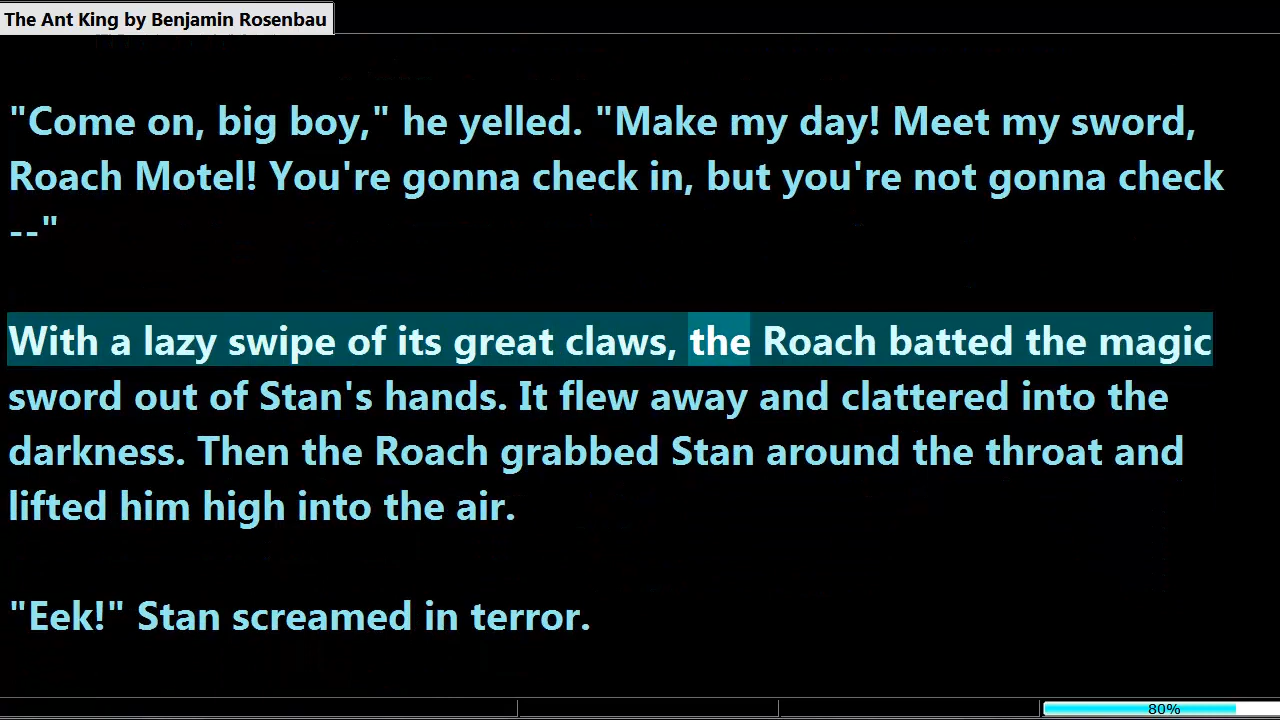 The Ant King by Benjamin Rosenbau
"Come on, big boy," he yelled. "Make my day! Meet my sword,
Roach Motel! You're gonna check in, but you're not gonna check
--"
With a lazy swipe of its great claws, the Roach batted the magic
sword out of Stan's hands. It flew away and clattered into the
darkness. Then the Roach grabbed Stan around the throat and
lifted him high into the air.
"Eek!" Stan screamed in terror.
80%